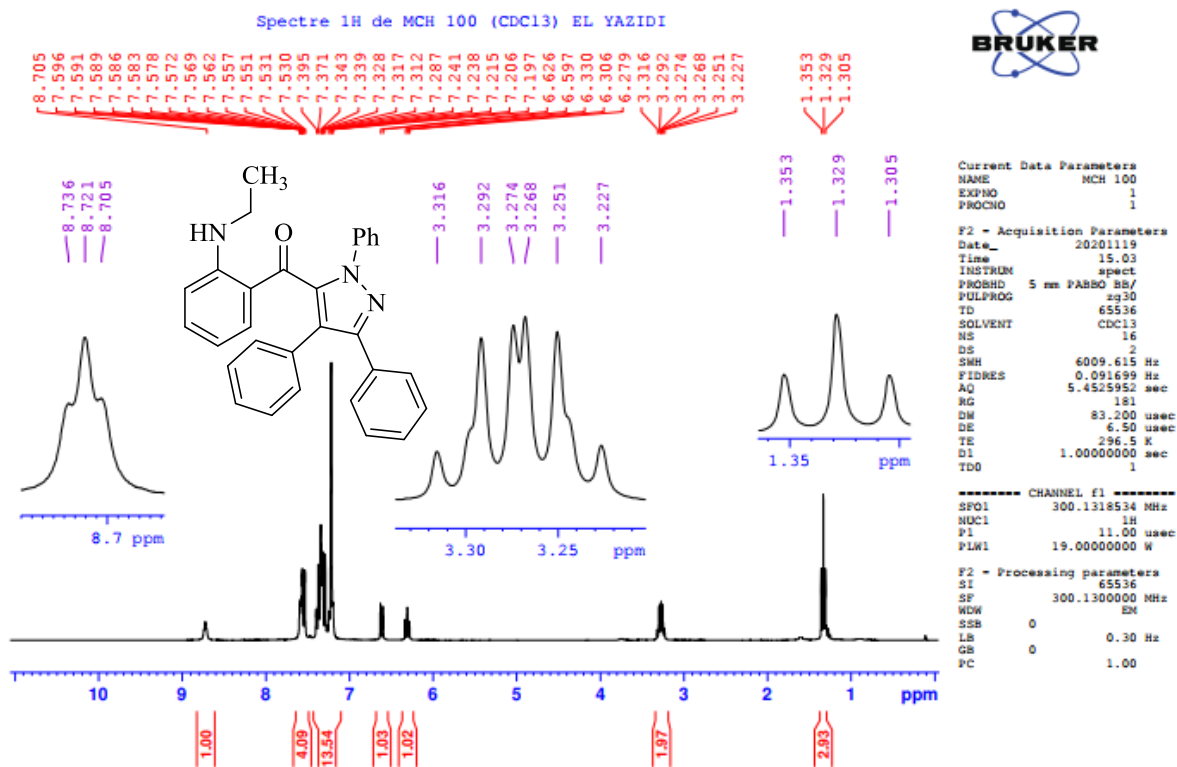 Spectre 1H de MCH 100 (CDCl3) EL YAZIDI
BRUKER
8.705
7.596
7.591
7.589
7.586
7.583
7.578
7.572
7.569
7.562
7.557
7.551
7.531
7.530
7.395
7.371
7.343
7.339
7.328
7.317
7.312
7.287
7.241
7.238
7.215
7.206
7.197
6.626
6.597
6.330
6.306
6.279
3.316
3.292
3.274
3.268
3.251
3.227
1.353
1.329
1.305
8.736
8.721
8.705
3.316
3.292
3.274
3.268
3.251
3.227
1.353
1.329
1.305
CH3
HN
O
Ph
N
N
8.7 ppm
3.30 3.25 ppm
1.35 ppm
Current Data Parameters
NAME MCH 100
EXPNO 1
PROCNO 1
F2 - Acquisition Parameters
Date_ 20201119
Time 15.03
INSTRUM spect
PROBHD 5 mm PABBO BB/
PULPROG zg30
TD 65536
SOLVENT CDCl3
NS 16
DS 2
SWH 6009.615 Hz
FIDRES 0.091699 Hz
AQ 5.4525952 sec
RG 181
DW 83.200 usec
DE 6.50 usec
TE 296.5 K
D1 1.00000000 sec
TD0 1
======== CHANNEL f1 ========
SFO1 300.1318534 MHz
NUC1 1H
P1 11.00 usec
PLW1 19.00000000 W
F2 - Processing parameters
SI 65536
SF 300.1300000 MHz
WDW EM
SSB 0
LB 0.30 Hz
GB 0
PC 1.00
10 9 8 7 6 5 4 3 2 1 ppm
1.00
4.09
13.54
1.03
1.02
1.97
2.93